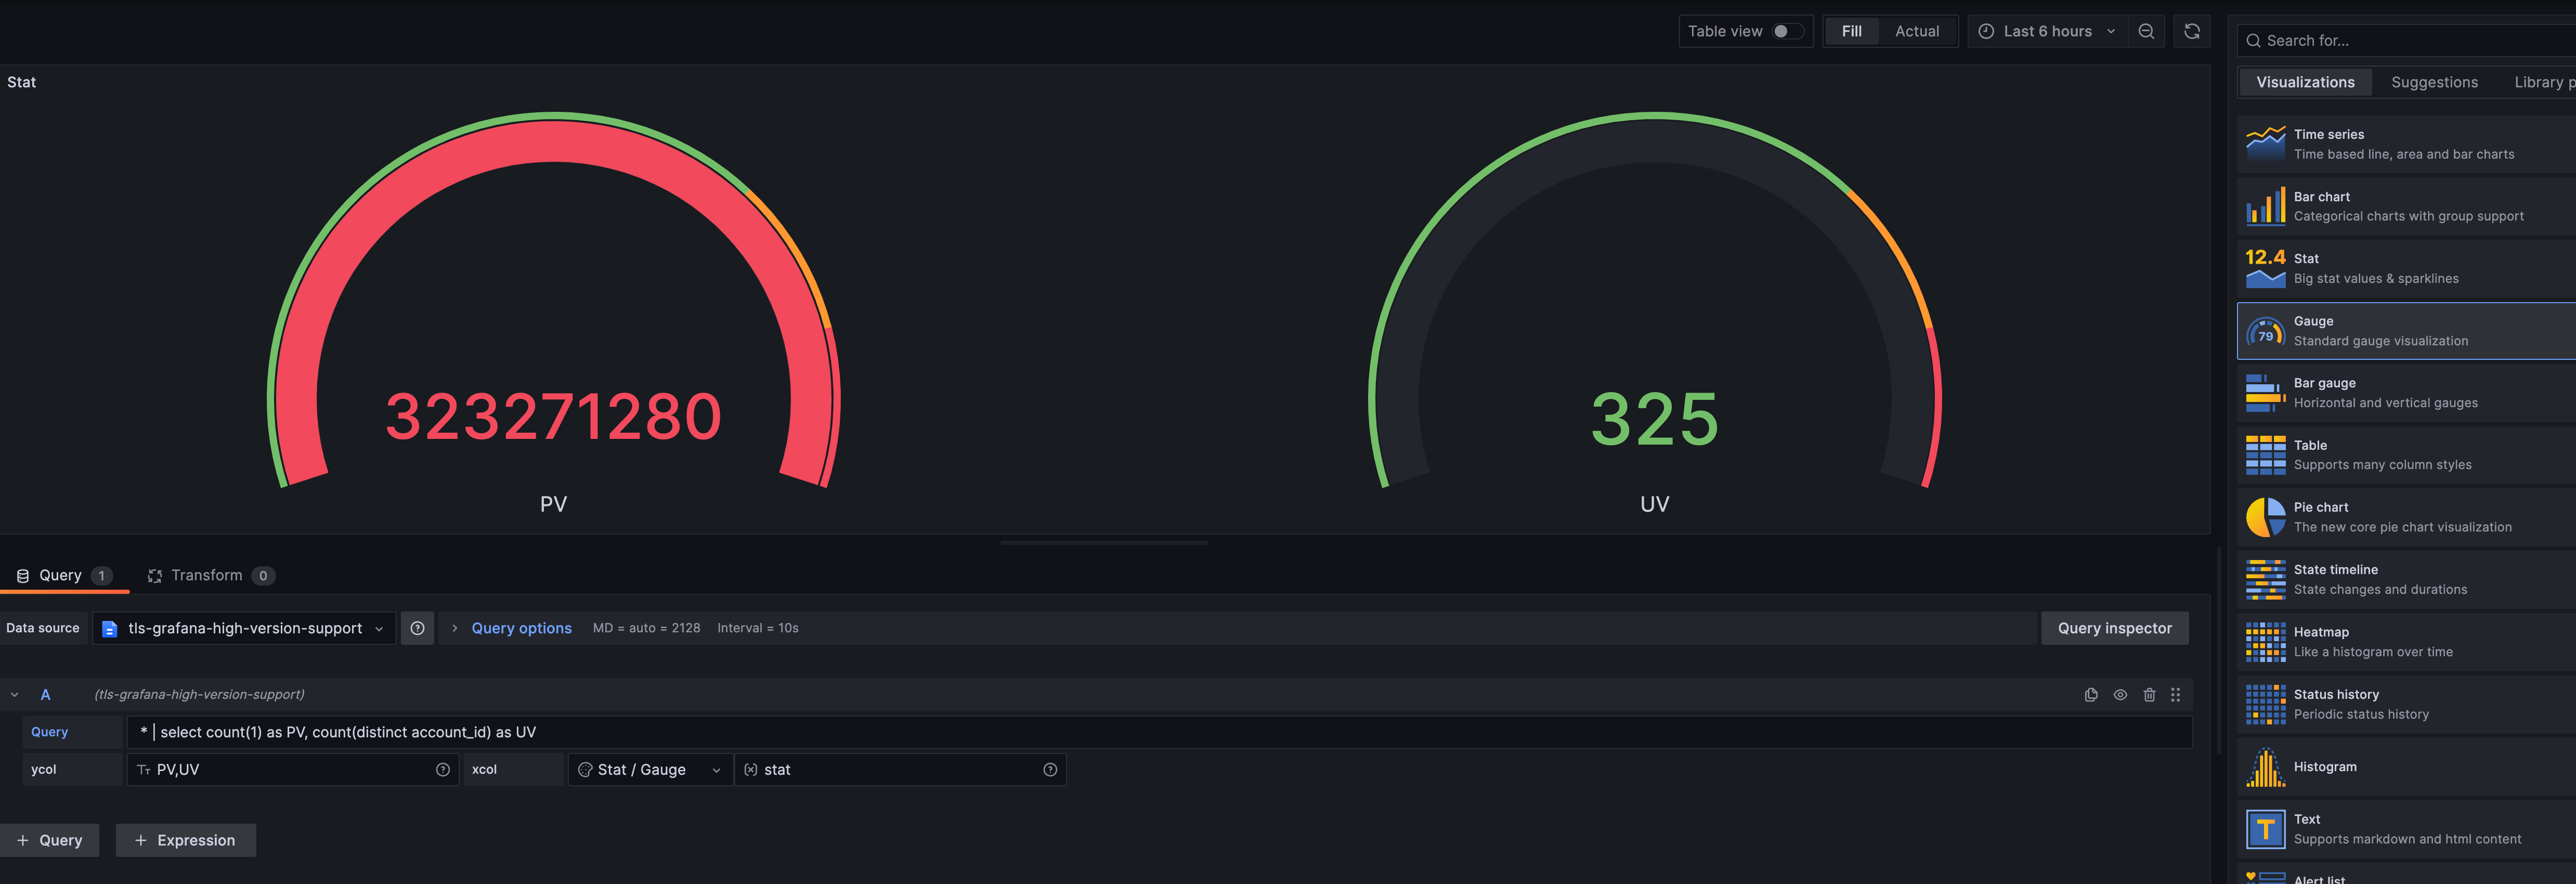 Table view
Fill
Actual
Last 6 hours
Search for...
Stat
Visualizations
Suggestions
Library p
323271280
PV
325
UV
Time series
Time based line, area and bar charts
Bar chart
Categorical charts with group support
12.4
Stat
Big stat values & sparklines
79
Gauge
Standard gauge visualization
Bar gauge
Horizontal and vertical gauges
Table
Supports many column styles
Pie chart
The new core pie chart visualization
State timeline
State changes and durations
Heatmap
Like a histogram over time
Status history
Periodic status history
Histogram
T
Text
Supports markdown and html content
Alert list
Query 1
Transform 0
Data source
tls-grafana-high-version-support
Query options
MD = auto = 2128
Interval = 10s
Query inspector
A
(tls-grafana-high-version-support)
Query
* | select count(1) as PV, count(distinct account_id) as UV
ycol
PV,UV
xcol
Stat / Gauge
stat
+ Query
+ Expression